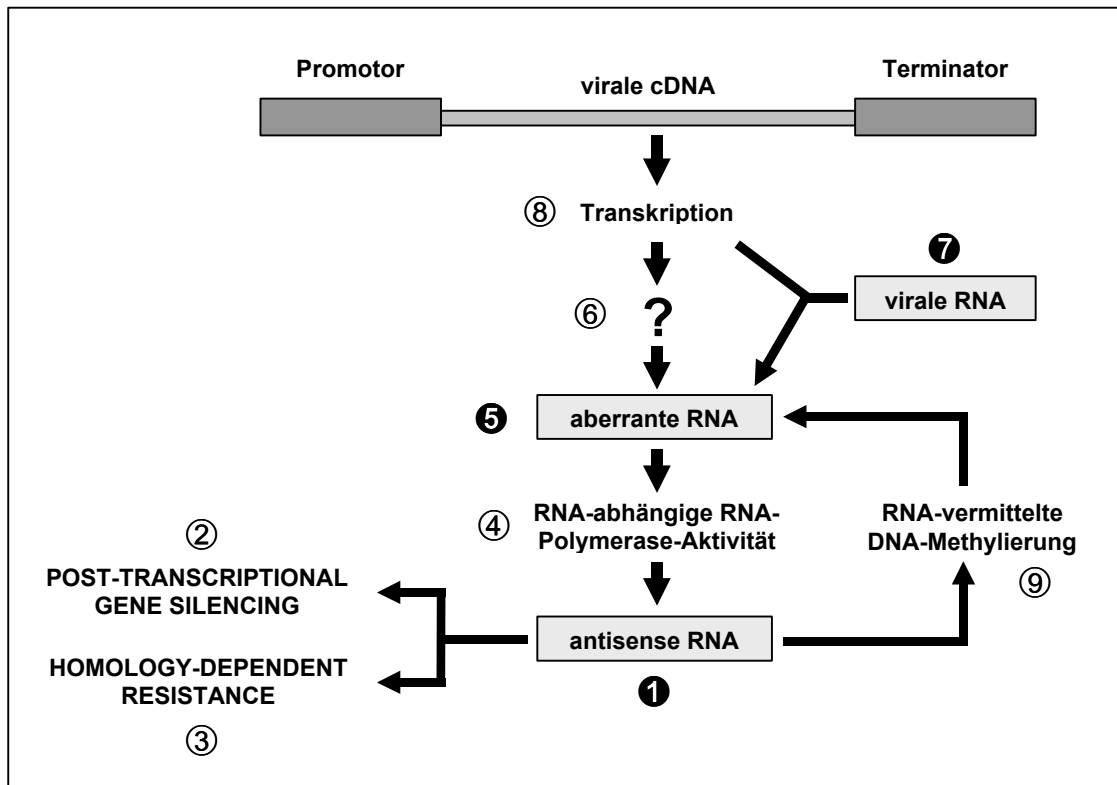 Promotor
virale cDNA
Terminator
⑧ Transkription
❼
virale RNA
⑥ ?
❺ aberrante RNA
④ RNA-abhängige RNA-
Polymerase-Aktivität
RNA-vermittelte
DNA-Methylierung
⑨
②
POST-TRANSCRIPTIONAL
GENE SILENCING
antisense RNA
❶
HOMOLOGY-DEPENDENT
RESISTANCE
③